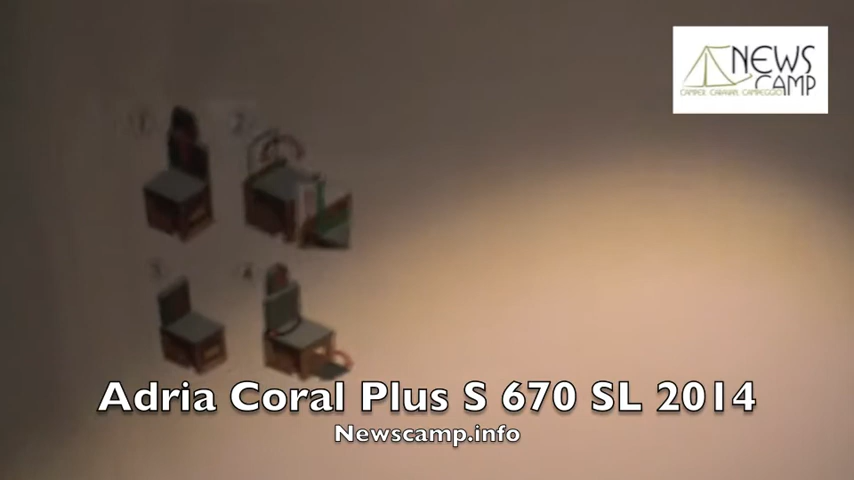 NEWS
CAMP
CAMPER CARAVAN CAMPEGGIO
1 2
3 4
Adria Coral Plus S 670 SL 2014
Newscamp.info